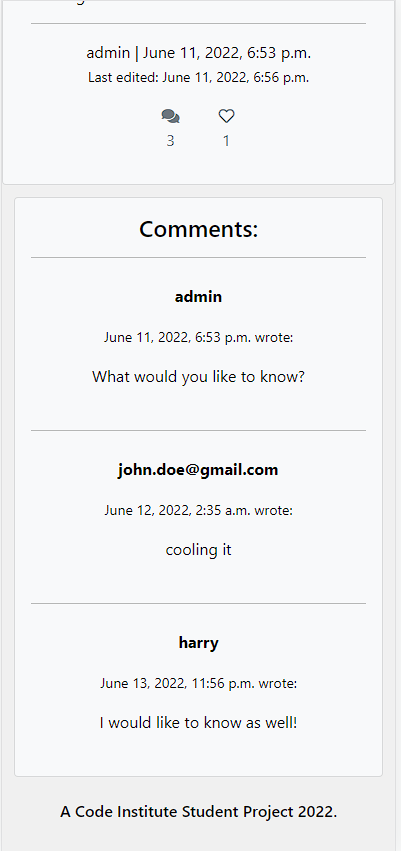 admin | June 11, 2022, 6:53 p.m.
Last edited: June 11, 2022, 6:56 p.m.
3 1
Comments:
admin
June 11, 2022, 6:53 p.m. wrote:
What would you like to know?
john.doe@gmail.com
June 12, 2022, 2:35 a.m. wrote:
cooling it
harry
June 13, 2022, 11:56 p.m. wrote:
I would like to know as well!
A Code Institute Student Project 2022.